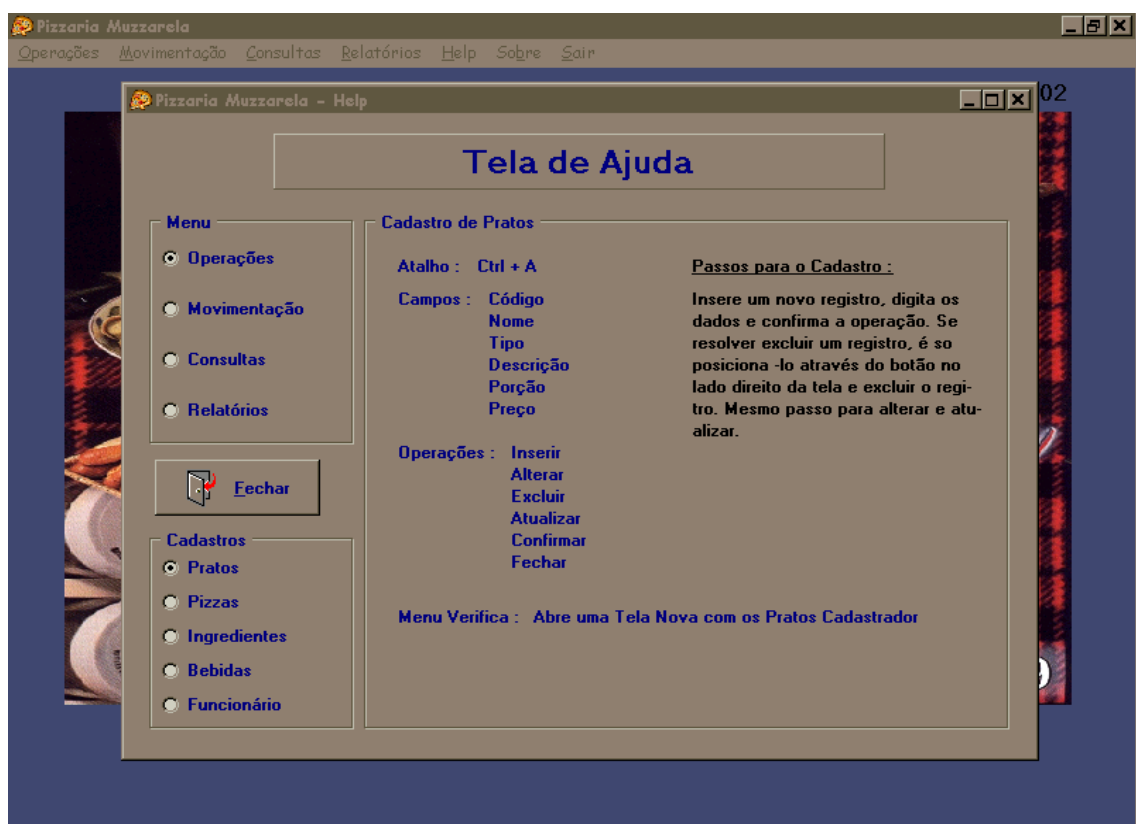 Pizzaria Muzzarela
Operações Movimentação Consultas Relatórios Help Sobre Sair
02
Pizzaria Muzzarela - Help
Tela de Ajuda
Menu
Operações
Movimentação
Consultas
Relatórios
Fechar
Cadastros
Pratos
Pizzas
Ingredientes
Bebidas
Funcionário
Cadastro de Pratos
Atalho : Ctrl + A
Campos : Código
Nome
Tipo
Descrição
Porção
Preço
Operações : Inserir
Alterar
Excluir
Atualizar
Confirmar
Fechar
Passos para o Cadastro :
Insere um novo registro, digita os
dados e confirma a operação. Se
resolver excluir um registro, é so
posiciona -lo através do botão no
lado direito da tela e excluir o regi-
tro. Mesmo passo para alterar e atu-
alizar.
Menu Verifica : Abre uma Tela Nova com os Pratos Cadastrador